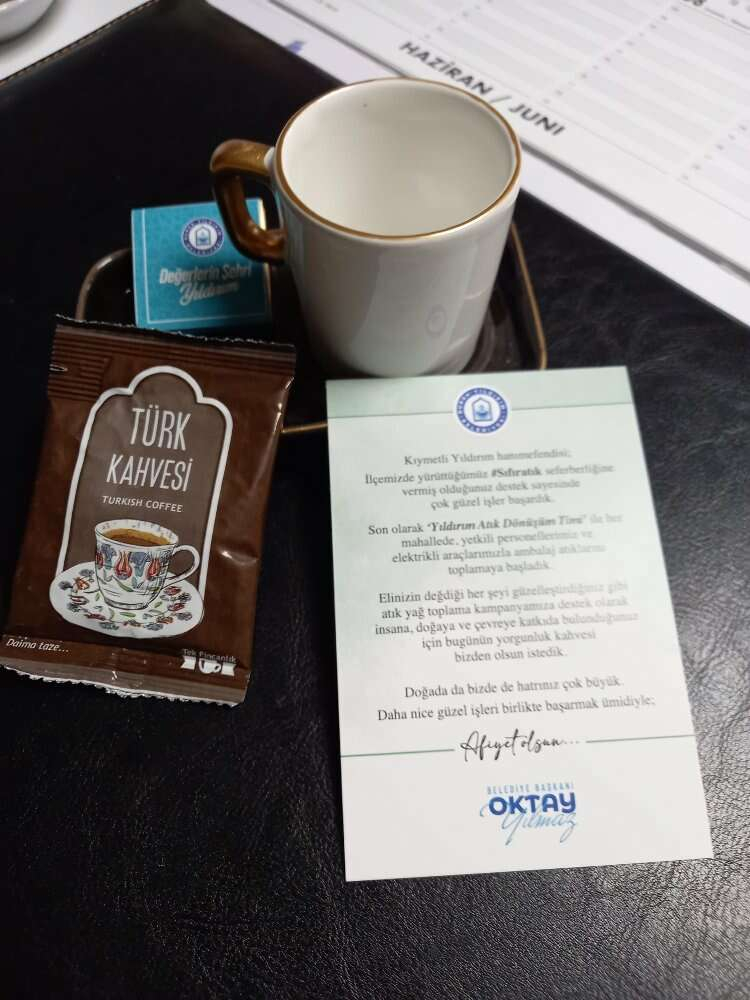 HAZİRAN / JUNI
Değerlerin Şehri
Yıldırım
TÜRK
KAHVESİ
TURKISH COFFEE
Daima taze...
Tek Fincanlık
Kıymetli Yıldırım hanımefendisi;
İlçemizde yürüttüğümüz #Sıfıratık seferberliğine
vermiş olduğunuz destek sayesinde
çok güzel işler başarılık.
Son olarak 'Yıldırım Atık Dönüşüm Timi' ile her
mahallede, yetkili personellerimiz ve
elektrikli araçlarımızla ambalaj atıklarını
toplamaya başladık.
Elinizin değdiği her şeyi güzelleştirdiğiniz gibi
atık yağ toplama kampanyamıza destek olarak
insana, doğaya ve çevreye katkıda bulunduğunuz
için bugünün yorgunluk kahvesi
bizden olsun istedik.
Doğada da bizde de hatrınız çok büyük.
Daha nice güzel işleri birlikte başarmak ümidiyle;
Afiyet olsun...
BELEDİYE BAŞKANI
OKTAY
Yılmaz